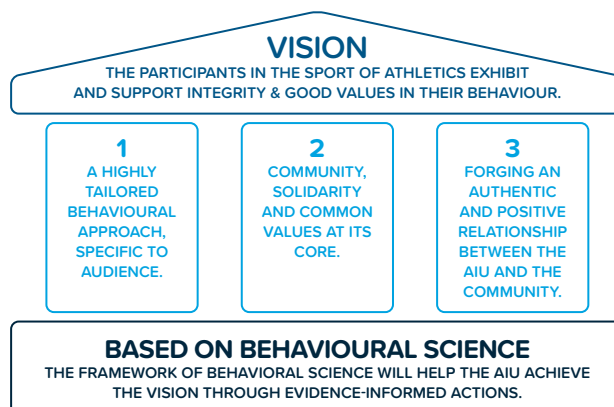 VISION
THE PARTICIPANTS IN THE SPORT OF ATHLETICS EXHIBIT
AND SUPPORT INTEGRITY & GOOD VALUES IN THEIR BEHAVIOUR.
1
A HIGHLY
TAILORED
BEHAVIOURAL
APPROACH,
SPECIFIC TO
AUDIENCE.
2
COMMUNITY,
SOLIDARITY
AND COMMON
VALUES AT ITS
CORE.
3
FORGING AN
AUTHENTIC
AND POSITIVE
RELATIONSHIP
BETWEEN THE
AIU AND THE
COMMUNITY.
BASED ON BEHAVIOURAL SCIENCE
THE FRAMEWORK OF BEHAVIORAL SCIENCE WILL HELP THE AIU ACHIEVE
THE VISION THROUGH EVIDENCE-INFORMED ACTIONS.